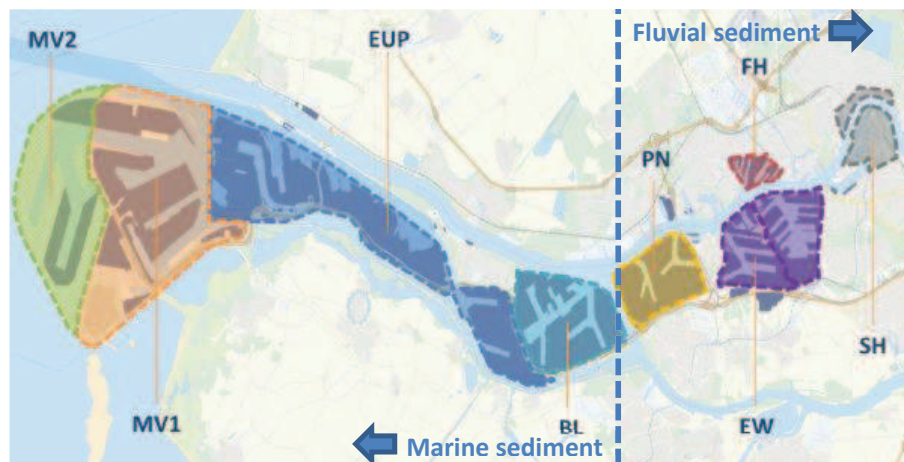 MV2
EUP
Fluvial sediment
FH
PN
SH
MV1
Marine sediment
BL
EW